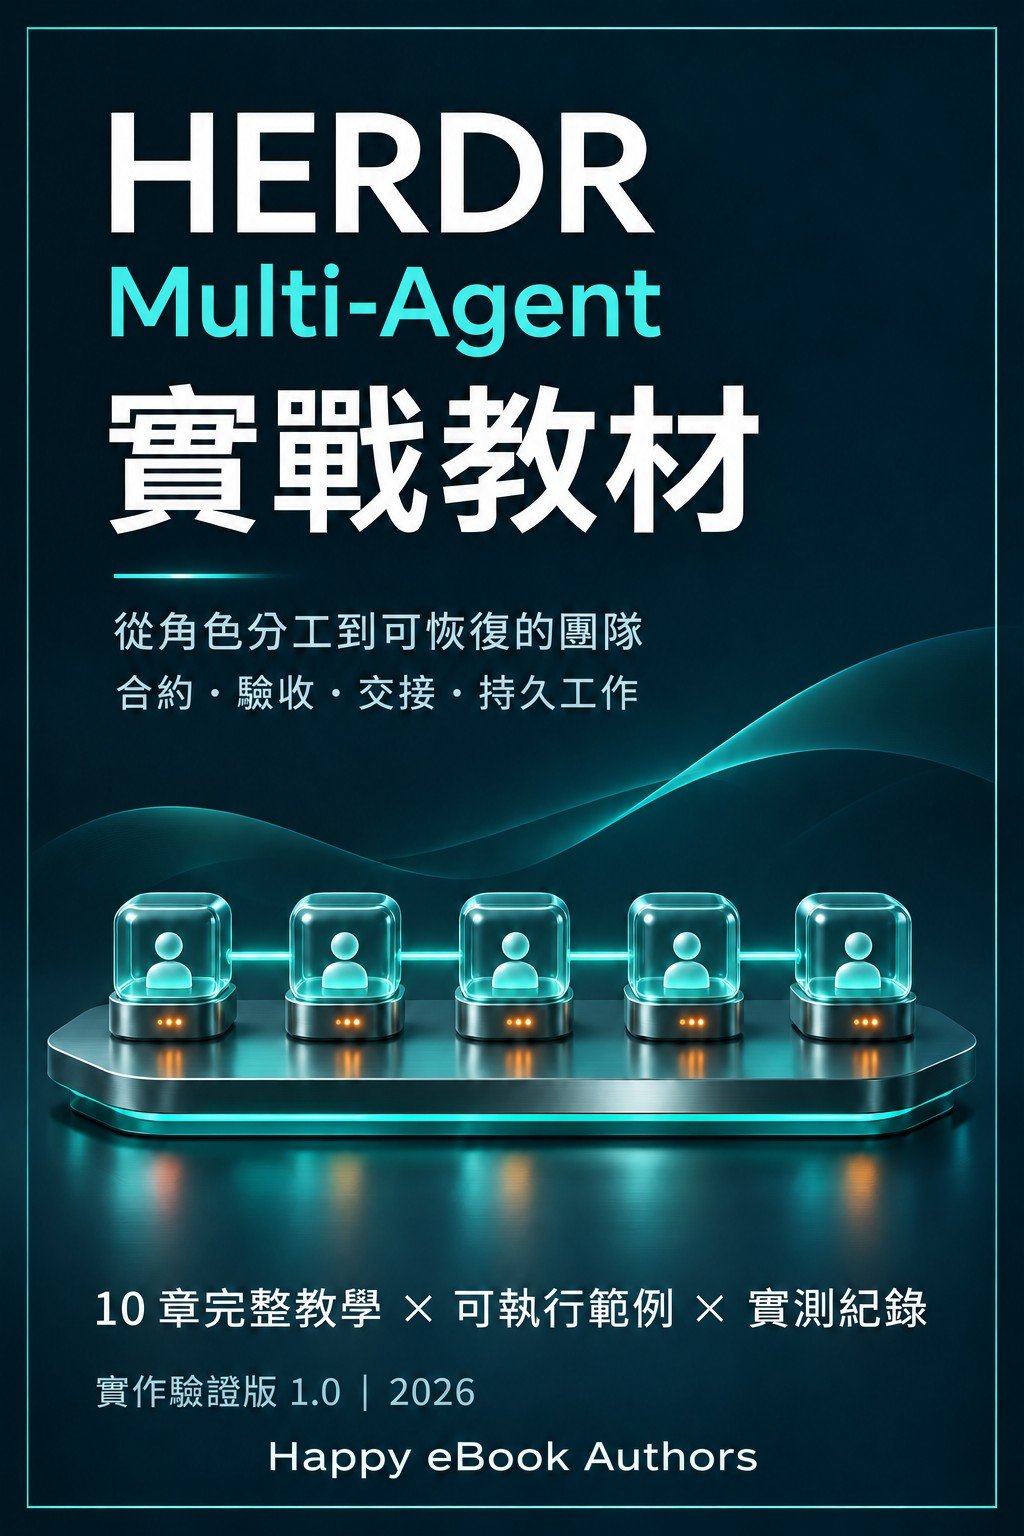 HERDR
Multi-Agent
實戰教材
從角色分工到可恢復的團隊
合約・驗收・交接・持久工作
10 章完整教學 × 可執行範例 × 實測紀錄
實作驗證版 1.0 | 2026
Happy eBook Authors